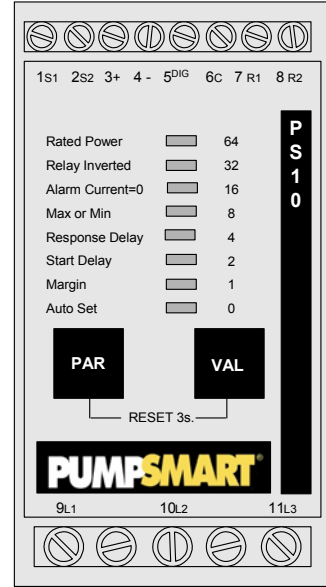 1S1 2S2 3+ 4 - 5DIG 6C 7 R1 8 R2
Rated Power 64
Relay Inverted 32
Alarm Current=0 16
Max or Min 8
Response Delay 4
Start Delay 2
Margin 1
Auto Set 0
PS10
PAR VAL
RESET 3s.
PUMPSMART®
9L1 10L2 11L3